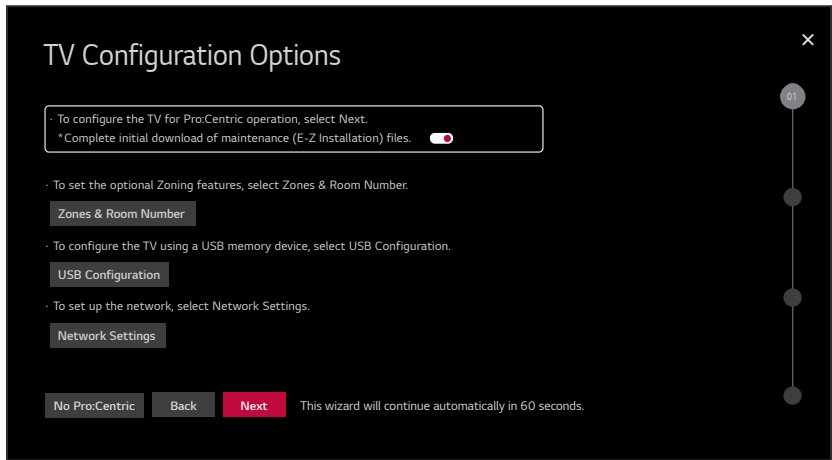 TV Configuration Options
01
· To configure the TV for Pro:Centric operation, select Next.
*Complete initial download of maintenance (E-Z Installation) files.
· To set the optional Zoning features, select Zones & Room Number.
Zones & Room Number
· To configure the TV using a USB memory device, select USB Configuration.
USB Configuration
· To set up the network, select Network Settings.
Network Settings
No Pro:Centric Back Next This wizard will continue automatically in 60 seconds.